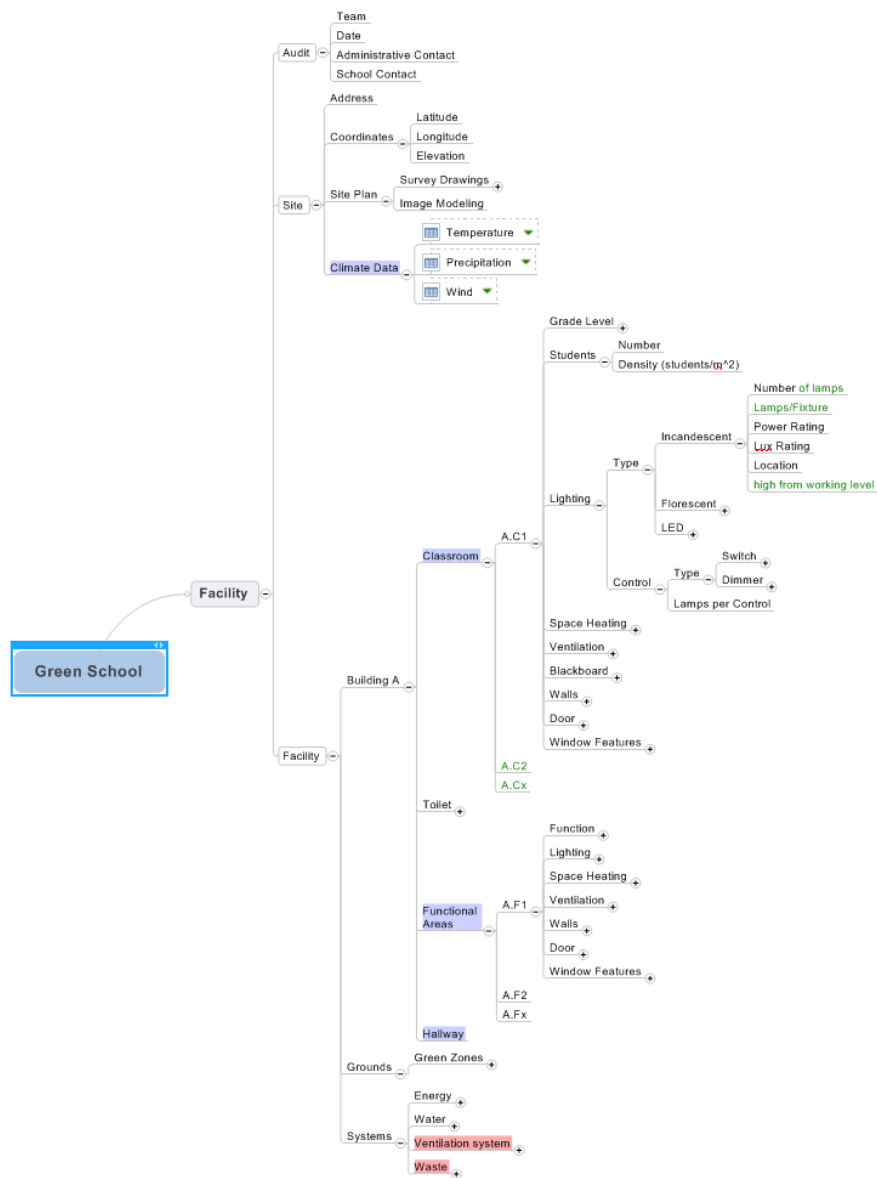 Team
Audit
Date
Administrative Contact
School Contact
Address
Latitude
Coordinates
Longitude
Elevation
Survey Drawings
Site Plan
Image Modeling
Site
Temperature
Precipitation
Climate Data
Wind
Grade Level
Number
Students
Density (students/m^2)
Number of lamps
Lamps/Fixture
Power Rating
Incandescent
Lux Rating
Type
Location
high from working level
Lighting
Florescent
LED
A.C1
Classroom
Switch
Type
Dimmer
Control
Lamps per Control
Facility
Space Heating
Ventilation
Blackboard
Green School
Building A
Walls
Door
Window Features
Facility
A.C2
A.Cx
Toilet
Function
Lighting
Space Heating
A.F1
Ventilation
Functional
Areas
Walls
Door
Window Features
A.F2
A.Fx
Hallway
Green Zones
Grounds
Energy
Water
Systems
Ventilation system
Waste